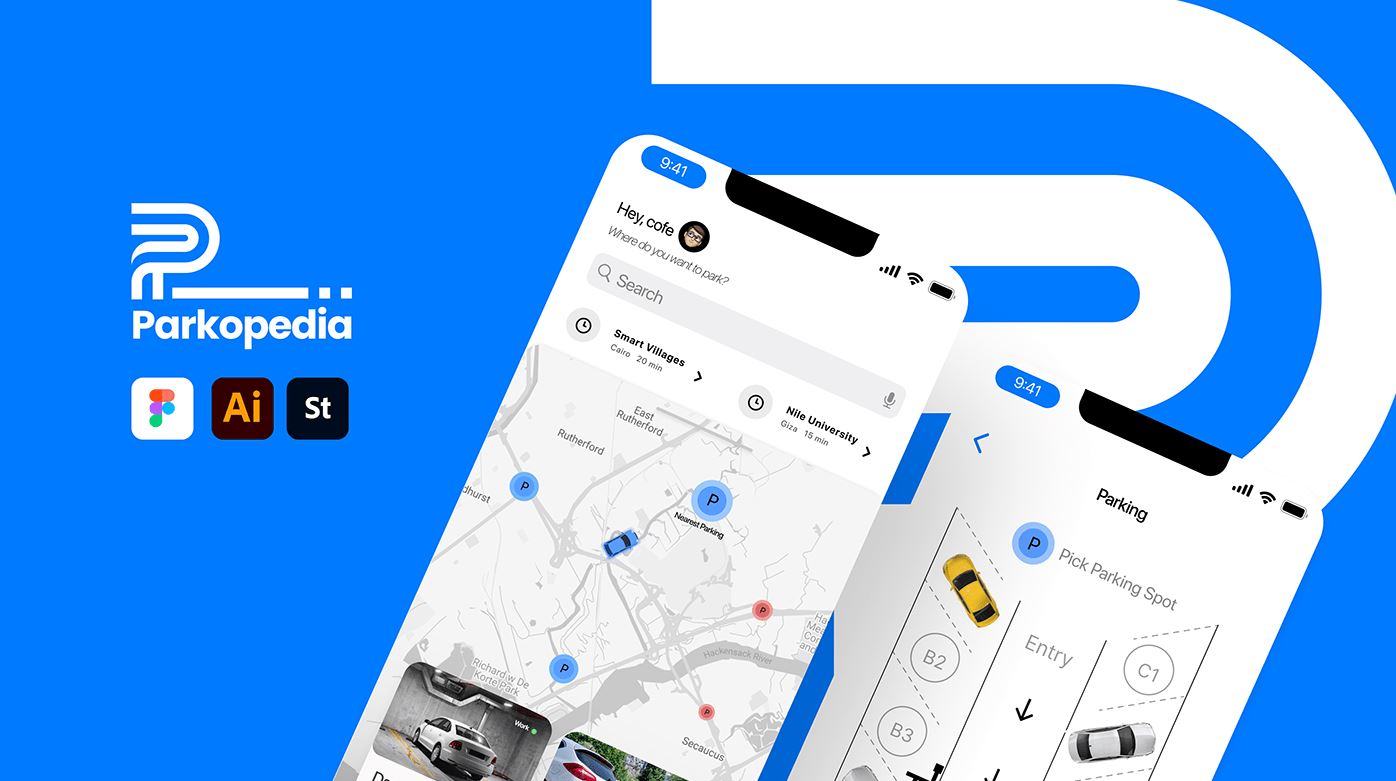 Parkopedia
Ai
St
9:41
Hey, cofe
Where do you want to park?
Search
Smart Villages
Cairo 20 min
Nile University
Giza 15 min
East
Rutherford
Rutherford
dhurst
P
P
Nearest Parking
P
P
Hackensack River
Richard w De
Korte Park
P
Secaucus
Work
9:41
Parking
P
Pick Parking Spot
Entry
B2
C1
B3